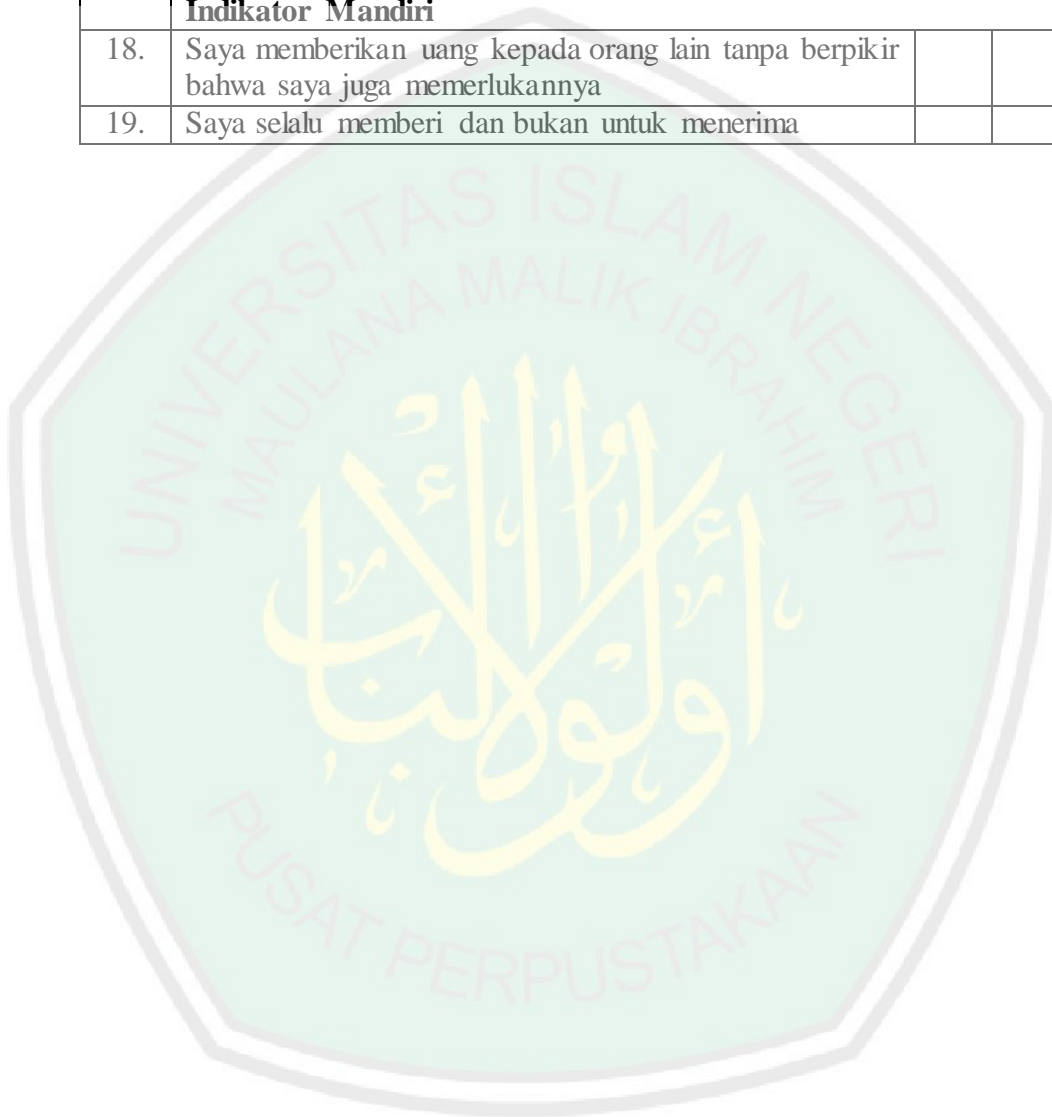 Indikator Mandiri
18. Saya memberikan uang kepada orang lain tanpa berpikir
bahwa saya juga memerlukannya
19. Saya selalu memberi dan bukan untuk menerima
UNIVERSITAS ISLAM NEGERI
MAULANA MALIK IBRAHIM
PUSAT PERPUSTAKAAN